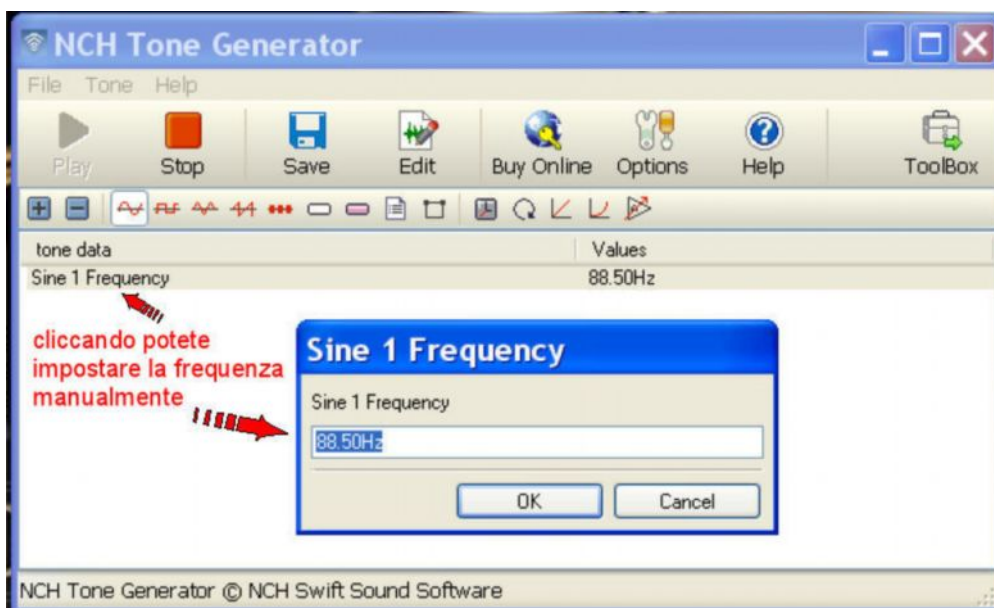 NCH Tone Generator
File Tone Help
Play Stop Save Edit Buy Online Options Help ToolBox
tone data Values
Sine 1 Frequency 88.50Hz
cliccando potete
impostare la frequenza
manualmente
Sine 1 Frequency
Sine 1 Frequency
88.50Hz
OK Cancel
NCH Tone Generator © NCH Swift Sound Software